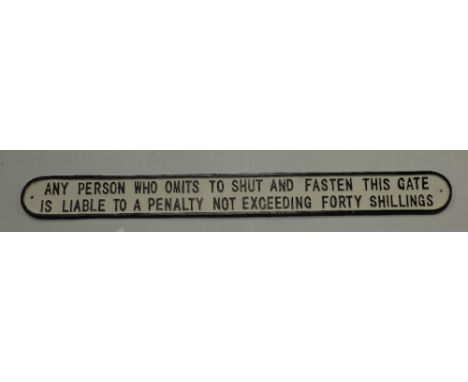 ANY PERSON WHO OMITS TO SHUT AND FASTEN THIS GATE
IS LIABLE TO A PENALTY NOT EXCEEDING FORTY SHILLINGS